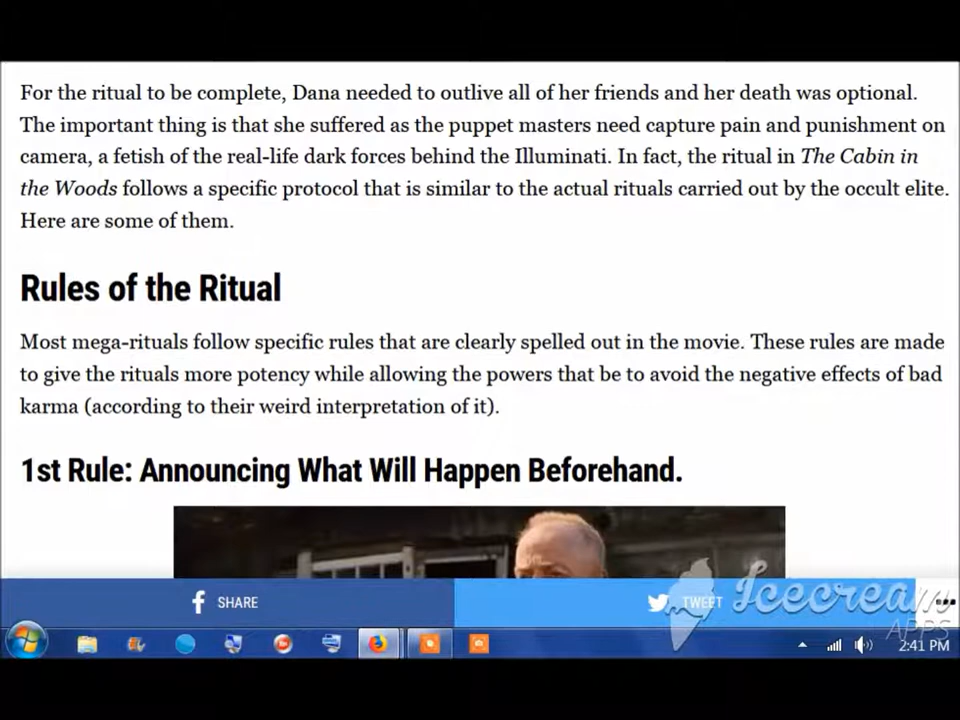 For the ritual to be complete, Dana needed to outlive all of her friends and her death was optional.
The important thing is that she suffered as the puppet masters need capture pain and punishment on
camera, a fetish of the real-life dark forces behind the Illuminati. In fact, the ritual in The Cabin in
the Woods follows a specific protocol that is similar to the actual rituals carried out by the occult elite.
Here are some of them.
Rules of the Ritual
Most mega-rituals follow specific rules that are clearly spelled out in the movie. These rules are made
to give the rituals more potency while allowing the powers that be to avoid the negative effects of bad
karma (according to their weird interpretation of it).
1st Rule: Announcing What Will Happen Beforehand.
SHARE
TWEET
Icecream
APPS
2:41 PM